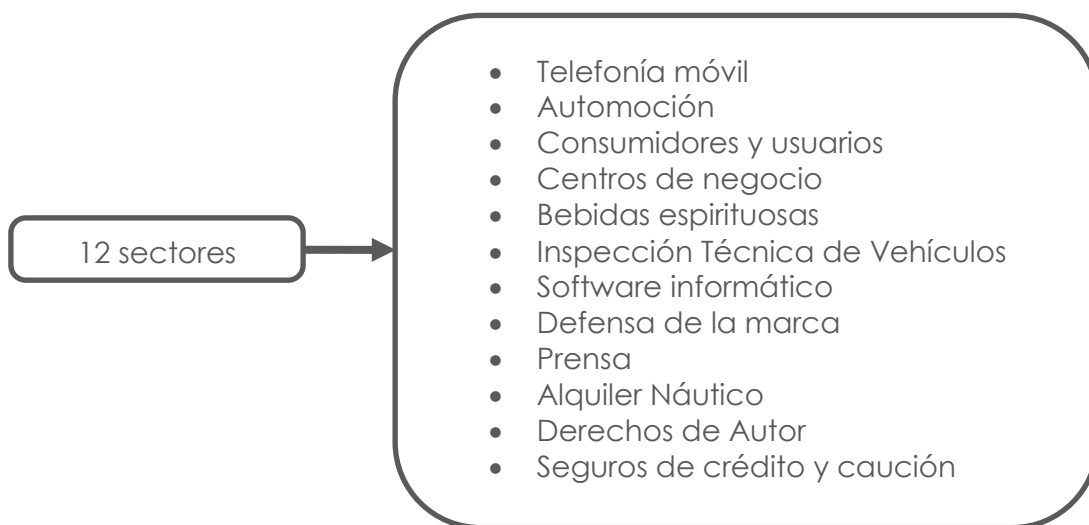 12 sectores
• Telefonía móvil
• Automoción
• Consumidores y usuarios
• Centros de negocio
• Bebidas espirituosas
• Inspección Técnica de Vehículos
• Software informático
• Defensa de la marca
• Prensa
• Alquiler Náutico
• Derechos de Autor
• Seguros de crédito y caución